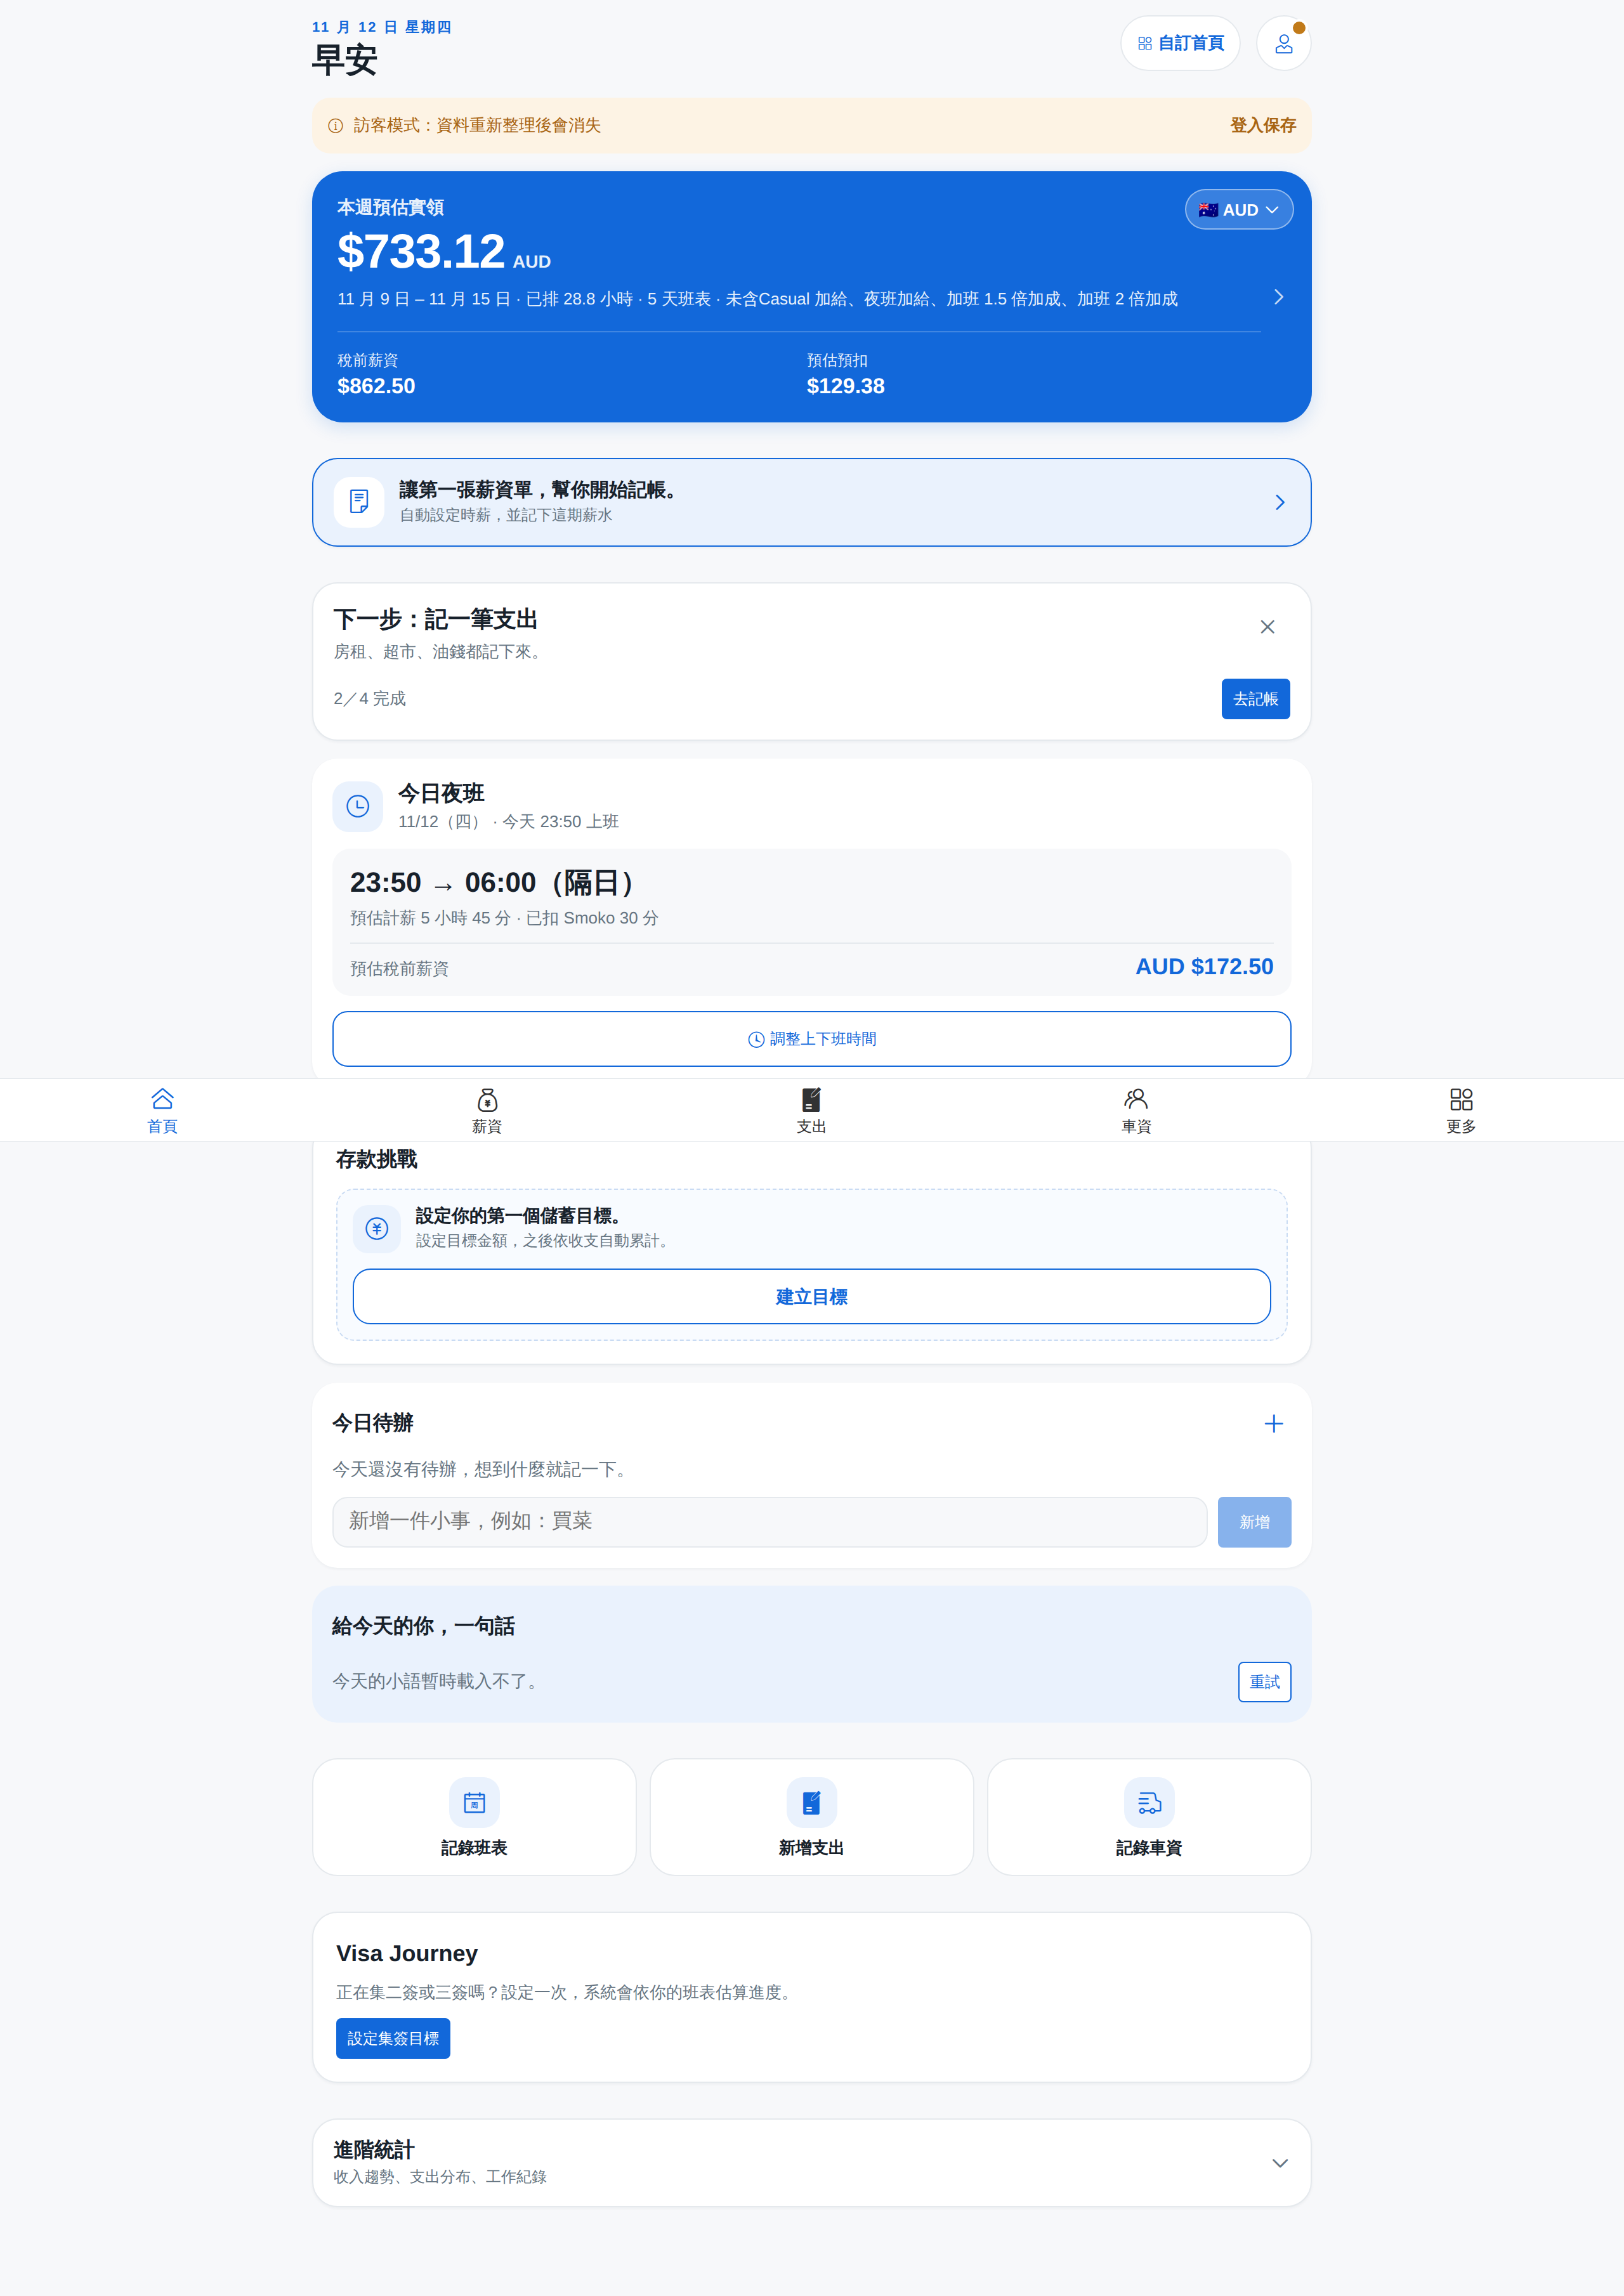 11 月 12 日 星期四
早安
自訂首頁
訪客模式：資料重新整理後會消失
登入保存
本週預估實領
🇦🇺 AUD
$733.12 AUD
11 月 9 日 – 11 月 15 日 · 已排 28.8 小時 · 5 天班表 · 未含Casual 加給、夜班加給、加班 1.5 倍加成、加班 2 倍加成
稅前薪資
預估預扣
$862.50
$129.38
讓第一張薪資單，幫你開始記帳。
自動設定時薪，並記下這期薪水
下一步：記一筆支出
房租、超市、油錢都記下來。
2／4 完成
去記帳
今日夜班
11/12（四） · 今天 23:50 上班
23:50 → 06:00（隔日）
預估計薪 5 小時 45 分 · 已扣 Smoko 30 分
預估稅前薪資
AUD $172.50
調整上下班時間
首頁
薪資
支出
車資
更多
存款挑戰
設定你的第一個儲蓄目標。
設定目標金額，之後依收支自動累計。
建立目標
今日待辦
今天還沒有待辦，想到什麼就記一下。
新增一件小事，例如：買菜
新增
給今天的你，一句話
今天的小語暫時載入不了。
重試
記錄班表
新增支出
記錄車資
Visa Journey
正在集二簽或三簽嗎？設定一次，系統會依你的班表估算進度。
設定集簽目標
進階統計
收入趨勢、支出分布、工作紀錄